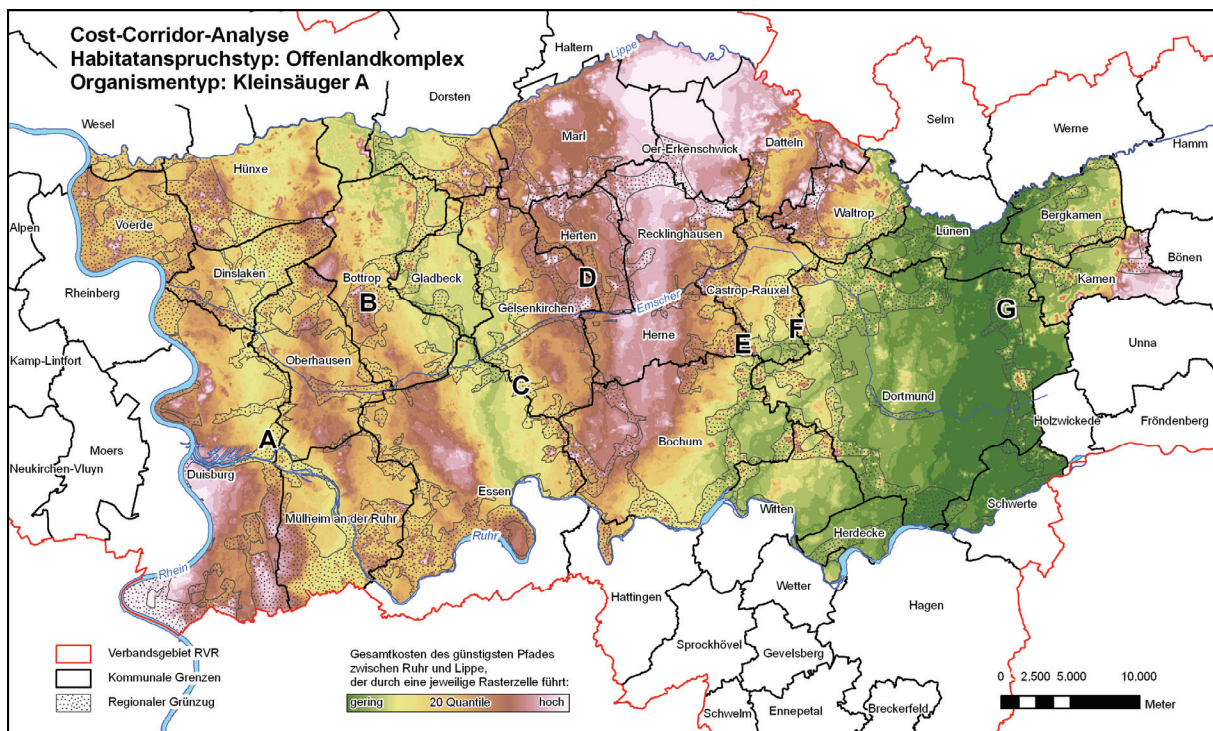 Cost-Corridor-Analyse
Habitatanspruchstyp: Offenlandkomplex
Organismentyp: Kleinsäuger A
Haltern
Lippe
Dorsten
Wesel
Selm
Werne
Hamm
Marl
Oer-Erkenschwick
Datteln
Hünxe
Voerde
Waltrop
Lünen
Bergkamen
Alpen
Herten
Recklinghausen
Bönen
Dinslaken
Bottrop
Gladbeck
D
Kamen
Rheinberg
B
Gelsenkirchen
Emscher
Castrop-Rauxel
G
Herne
F
E
Unna
Kamp-Lintfort
Oberhausen
C
Dortmund
Holzwickede
Fröndenberg
A
Bochum
Moers
Neukirchen-Vluyn
Duisburg
Essen
Mülheim an der Ruhr
Ruhr
Witten
Schwerte
Herdecke
Rhein
Wetter
Hattingen
Hagen
Sprockhövel
Gevelsberg
Schwelm
Ennepetal
Breckerfeld
Verbandsgebiet RVR
Kommunale Grenzen
Regionaler Grünzug
Gesamtkosten des günstigsten Pfades
zwischen Ruhr und Lippe,
der durch eine jeweilige Rasterzelle führt:
gering 20 Quantile hoch
0 2.500 5.000 10.000
Meter